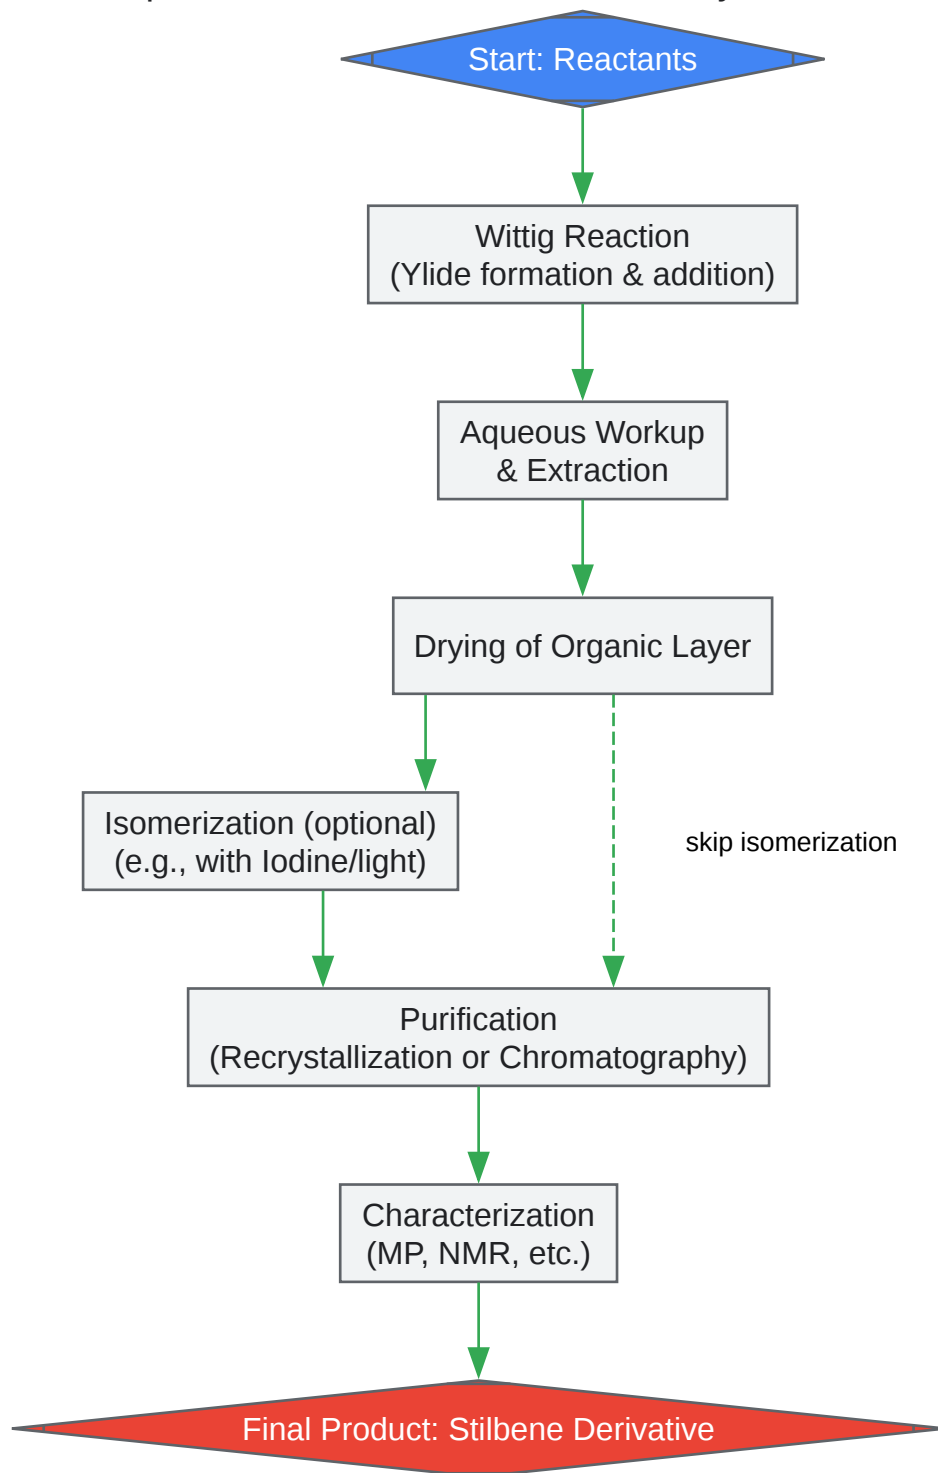 Start: Reactants
Wittig Reaction
(Ylide formation & addition)
Aqueous Workup
& Extraction
Drying of Organic Layer
Isomerization (optional)
(e.g., with Iodine/light)
skip isomerization
Purification
(Recrystallization or Chromatography)
Characterization
(MP, NMR, etc.)
Final Product: Stilbene Derivative